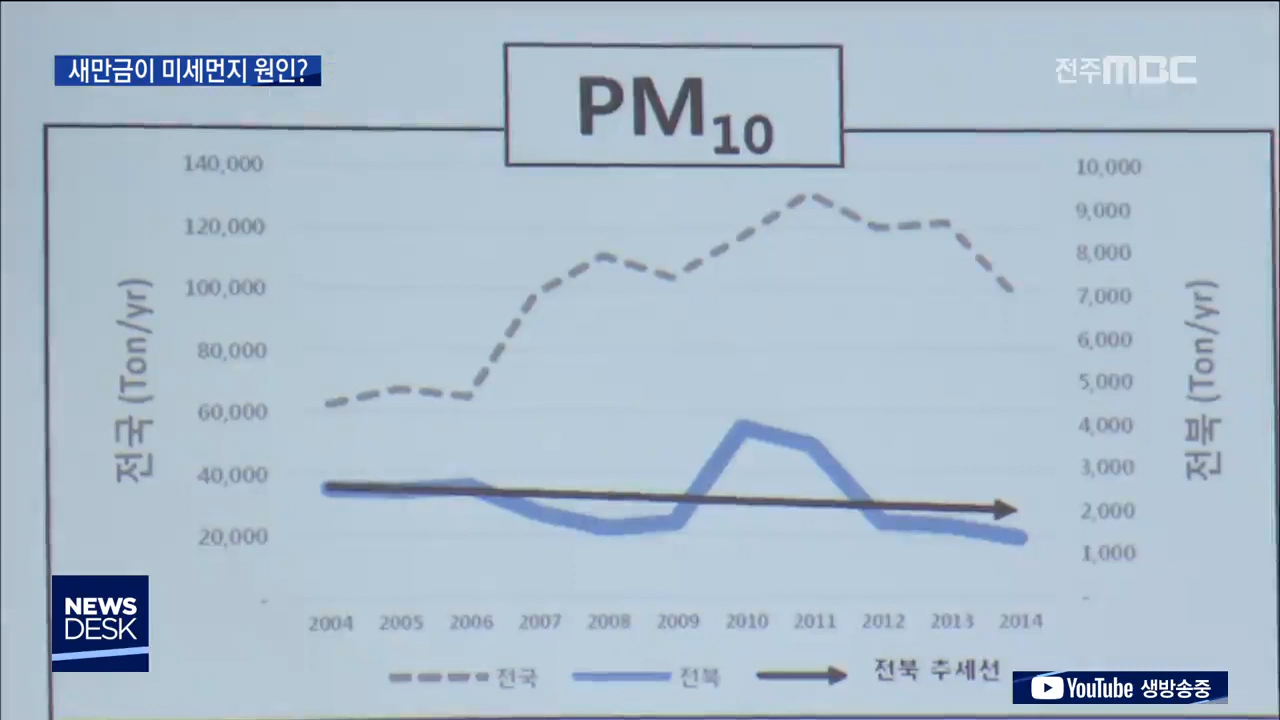 새만금이 미세먼지 원인?
전주MBC
PM10
140,000
120,000
100,000
80,000
60,000
40,000
20,000
-
전국 (Ton/yr)
10,000
9,000
8,000
7,000
6,000
5,000
4,000
3,000
2,000
1,000
-
전북 (Ton/yr)
2004 2005 2006 2007 2008 2009 2010 2011 2012 2013 2014
전국 전북 전북 추세선
NEWS
DESK
YouTube 생방송중